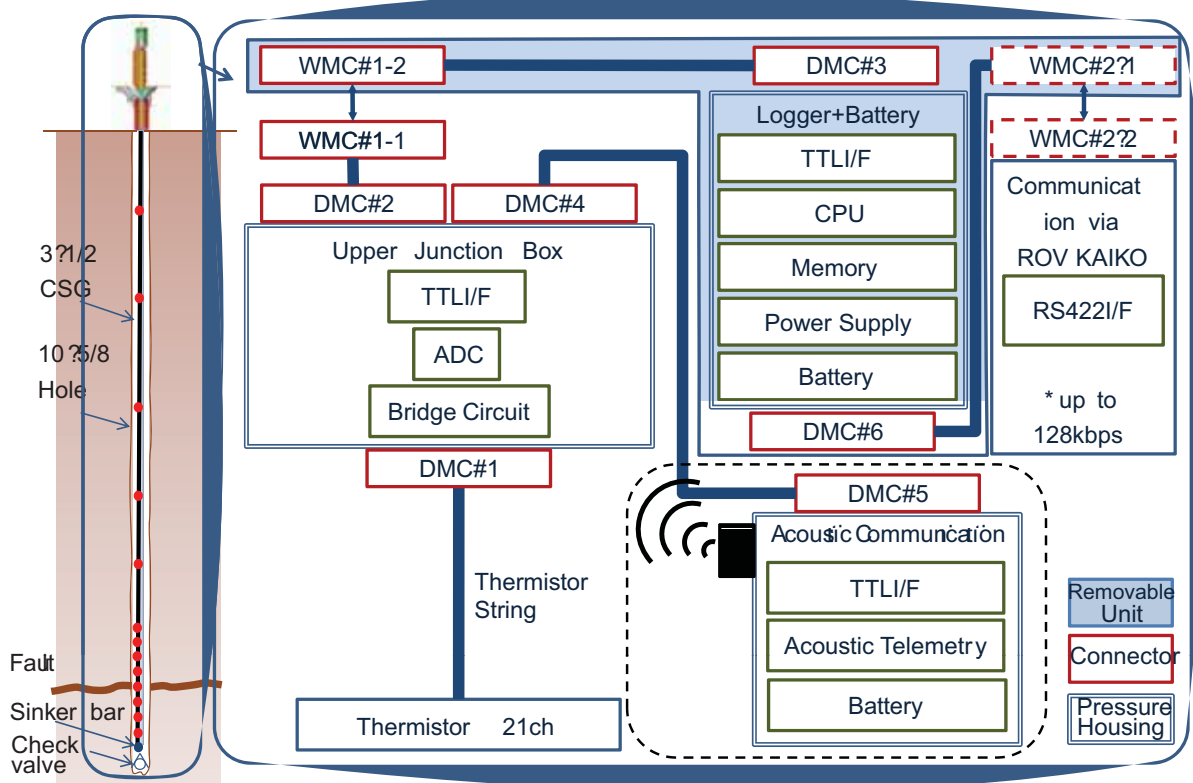 3?1/2
CSG
10?5/8
Hole
Fault
Sinker bar
Check
valve
WMC#1-2
DMC#3
WMC#2?1
WMC#1-1
WMC#2?2
DMC#2
DMC#4
Upper Junction Box
TTLI/F
ADC
Bridge Circuit
DMC#1
Thermistor
String
Thermistor 21ch
Logger+Battery
TTLI/F
CPU
Memory
Power Supply
Battery
DMC#6
Communicat
ion via
ROV KAIKO
RS422I/F
* up to
128kbps
DMC#5
Acoustic Communication
TTLI/F
Acoustic Telemetry
Battery
Removable
Unit
Connector
Pressure
Housing